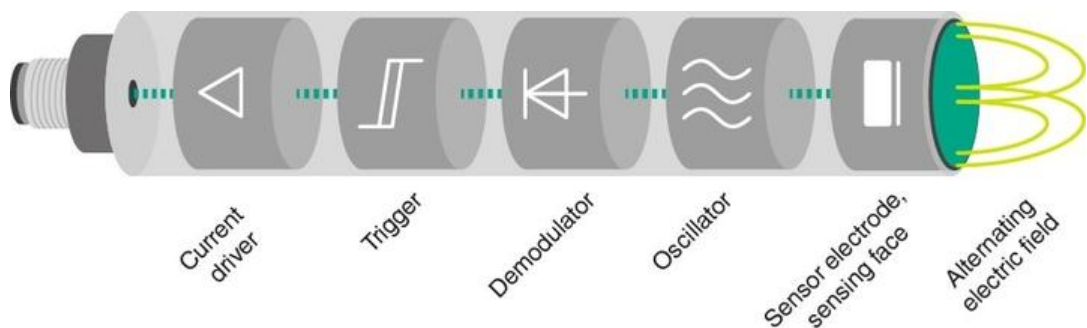 Current
driver
Trigger
Demodulator
Oscillator
Sensor electrode,
sensing face
Alternating
electric field